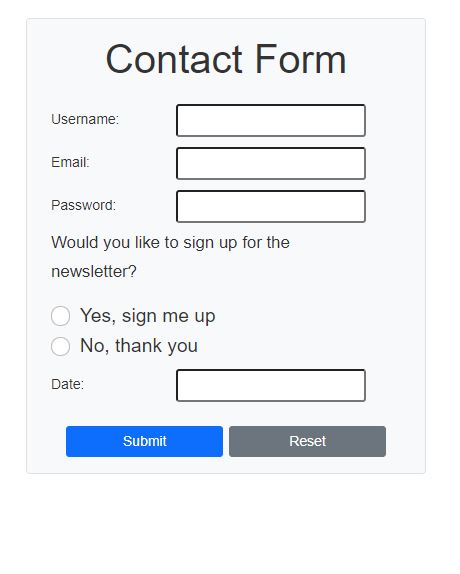 Contact Form
Username:
Email:
Password:
Would you like to sign up for the
newsletter?
Yes, sign me up
No, thank you
Date:
Submit Reset